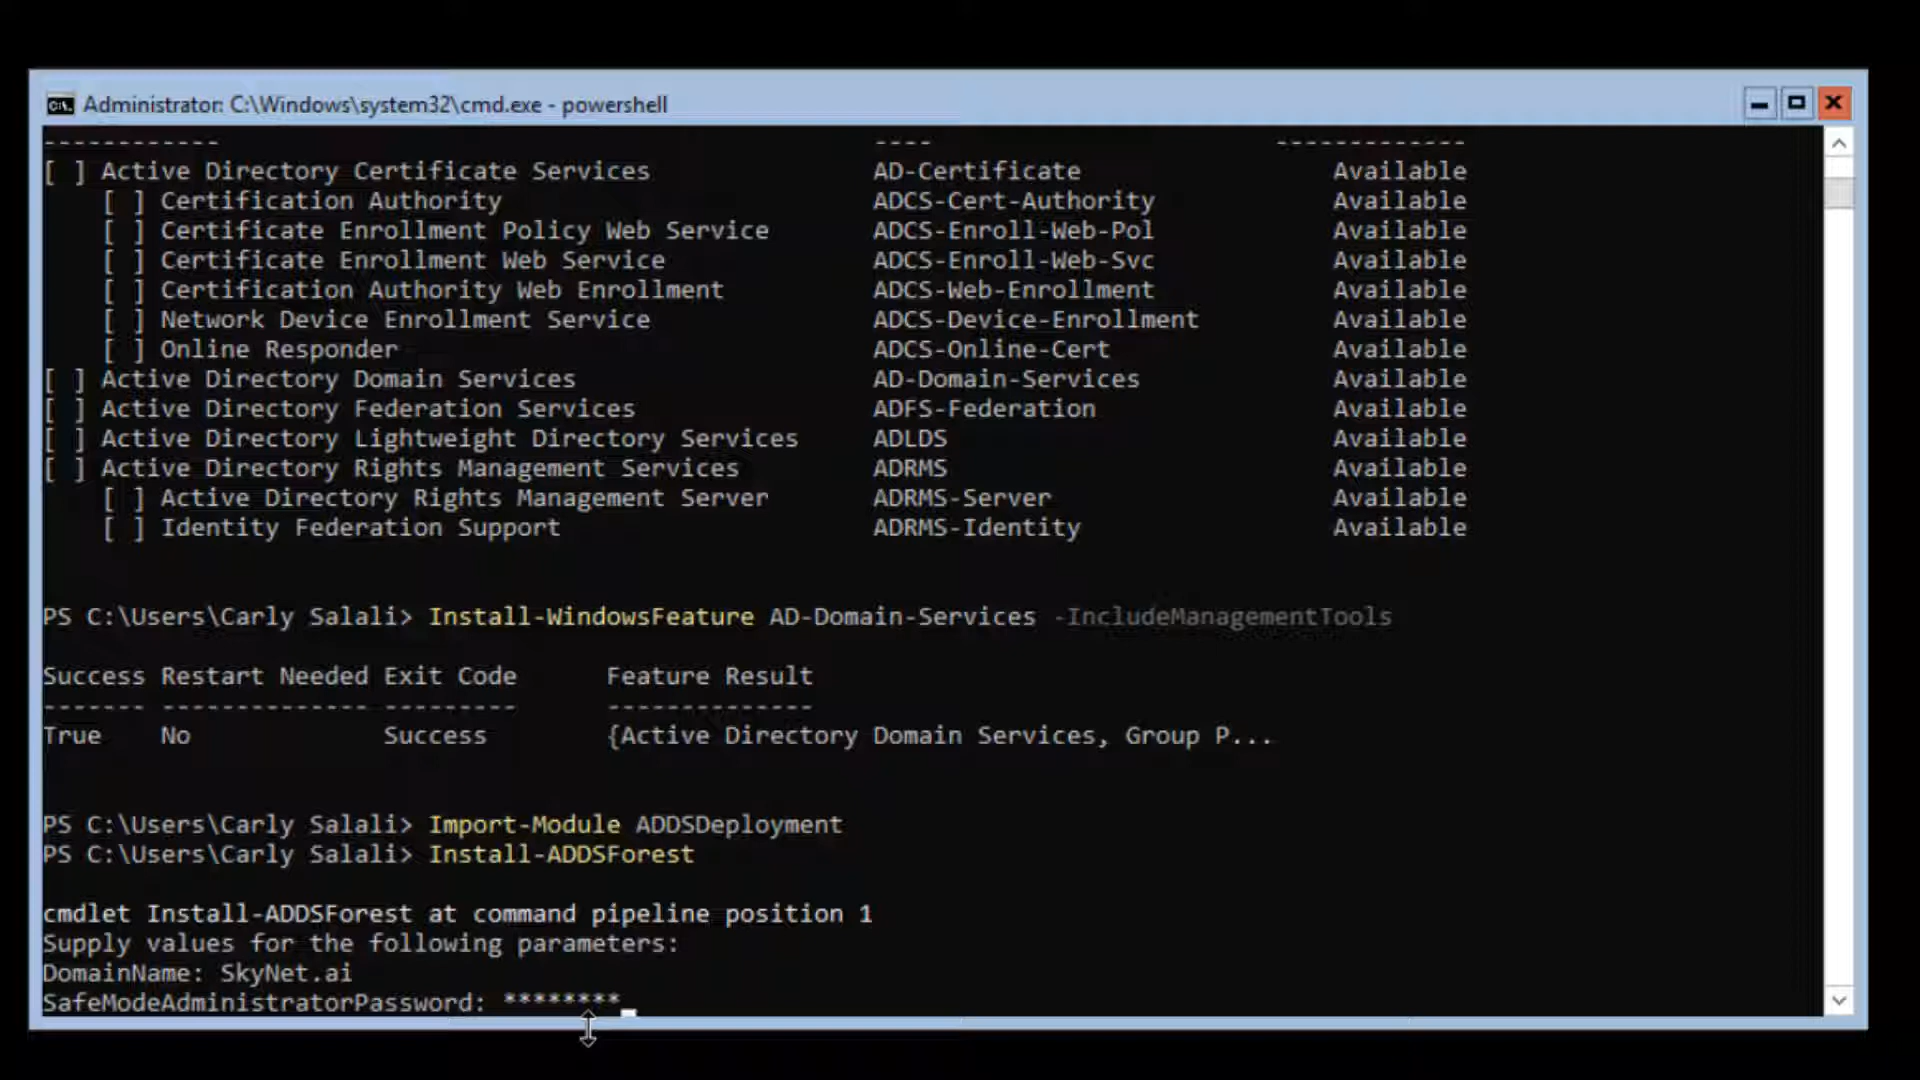 Administrator: C:\Windows\system32\cmd.exe - powershell
------------ ---- -------------
[ ] Active Directory Certificate Services AD-Certificate Available
[ ] Certification Authority ADCS-Cert-Authority Available
[ ] Certificate Enrollment Policy Web Service ADCS-Enroll-Web-Pol Available
[ ] Certificate Enrollment Web Service ADCS-Enroll-Web-Svc Available
[ ] Certification Authority Web Enrollment ADCS-Web-Enrollment Available
[ ] Network Device Enrollment Service ADCS-Device-Enrollment Available
[ ] Online Responder ADCS-Online-Cert Available
[ ] Active Directory Domain Services AD-Domain-Services Available
[ ] Active Directory Federation Services ADFS-Federation Available
[ ] Active Directory Lightweight Directory Services ADLDS Available
[ ] Active Directory Rights Management Services ADRMS Available
[ ] Active Directory Rights Management Server ADRMS-Server Available
[ ] Identity Federation Support ADRMS-Identity Available
PS C:\Users\Carly Salali> Install-WindowsFeature AD-Domain-Services -IncludeManagementTools
Success Restart Needed Exit Code Feature Result
------- -------------- --------- --------------
True No Success {Active Directory Domain Services, Group P...
PS C:\Users\Carly Salali> Import-Module ADDSDeployment
PS C:\Users\Carly Salali> Install-ADDSForest
cmdlet Install-ADDSForest at command pipeline position 1
Supply values for the following parameters:
DomainName: SkyNet.ai
SafeModeAdministratorPassword: ********